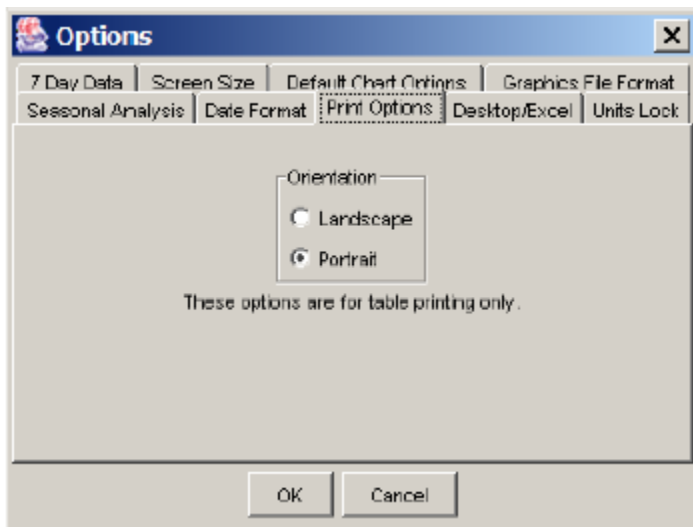 Options
7 Day Data Screen Size Default Chart Options Graphics File Format
Seasonal Analysis Date Format Print Options Desktop/Excel Units Lock
Orientation
Landscape
Portrait
These options are for table printing only.
OK Cancel